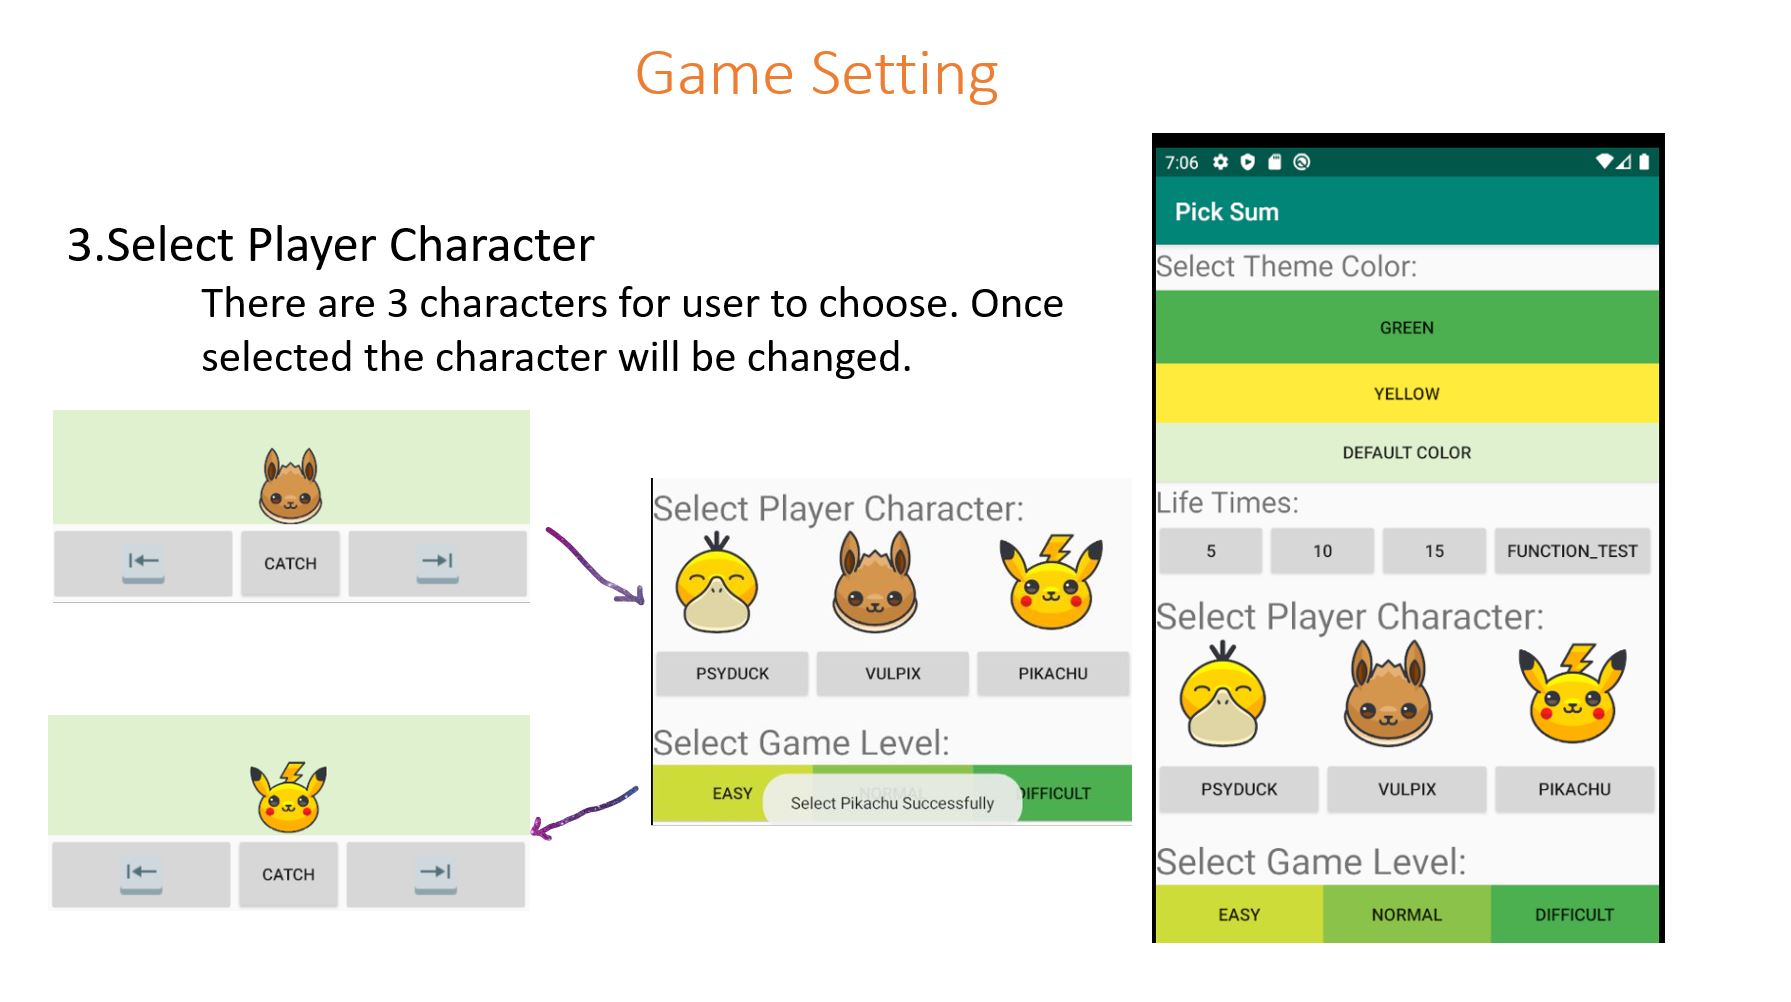 Game Setting
3.Select Player Character
There are 3 characters for user to choose. Once
selected the character will be changed.
CATCH
Select Player Character:
PSYDUCK VULPIX PIKACHU
Select Game Level:
EASY NORMAL DIFFICULT
Select Pikachu Successfully
CATCH
7:06
Pick Sum
Select Theme Color:
GREEN
YELLOW
DEFAULT COLOR
Life Times:
5 10 15 FUNCTION_TEST
Select Player Character:
PSYDUCK VULPIX PIKACHU
Select Game Level:
EASY NORMAL DIFFICULT